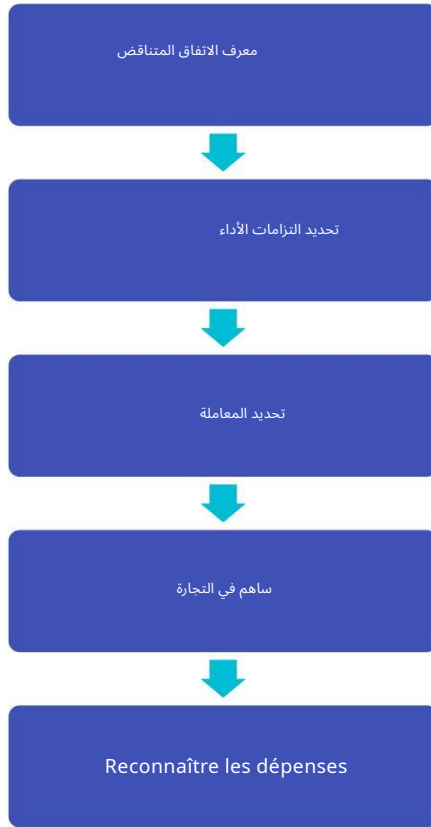 معرف الاتفاق المتناقض
تحديد التزامات الأداء
تحديد المعاملة
ساهم في التجارة
Reconnaître les dépenses